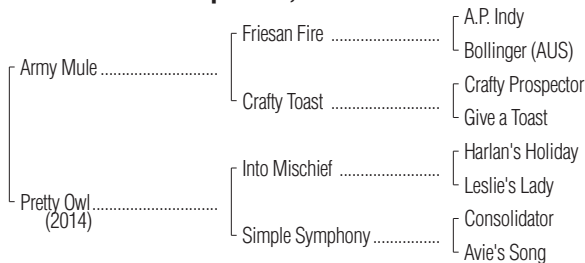 Army Mule
Friesan Fire
A.P. Indy
Bollinger (AUS)
Crafty Toast
Crafty Prospector
Give a Toast
Pretty Owl
(2014)
Into Mischief
Harlan's Holiday
Leslie's Lady
Simple Symphony
Consolidator
Avie's Song